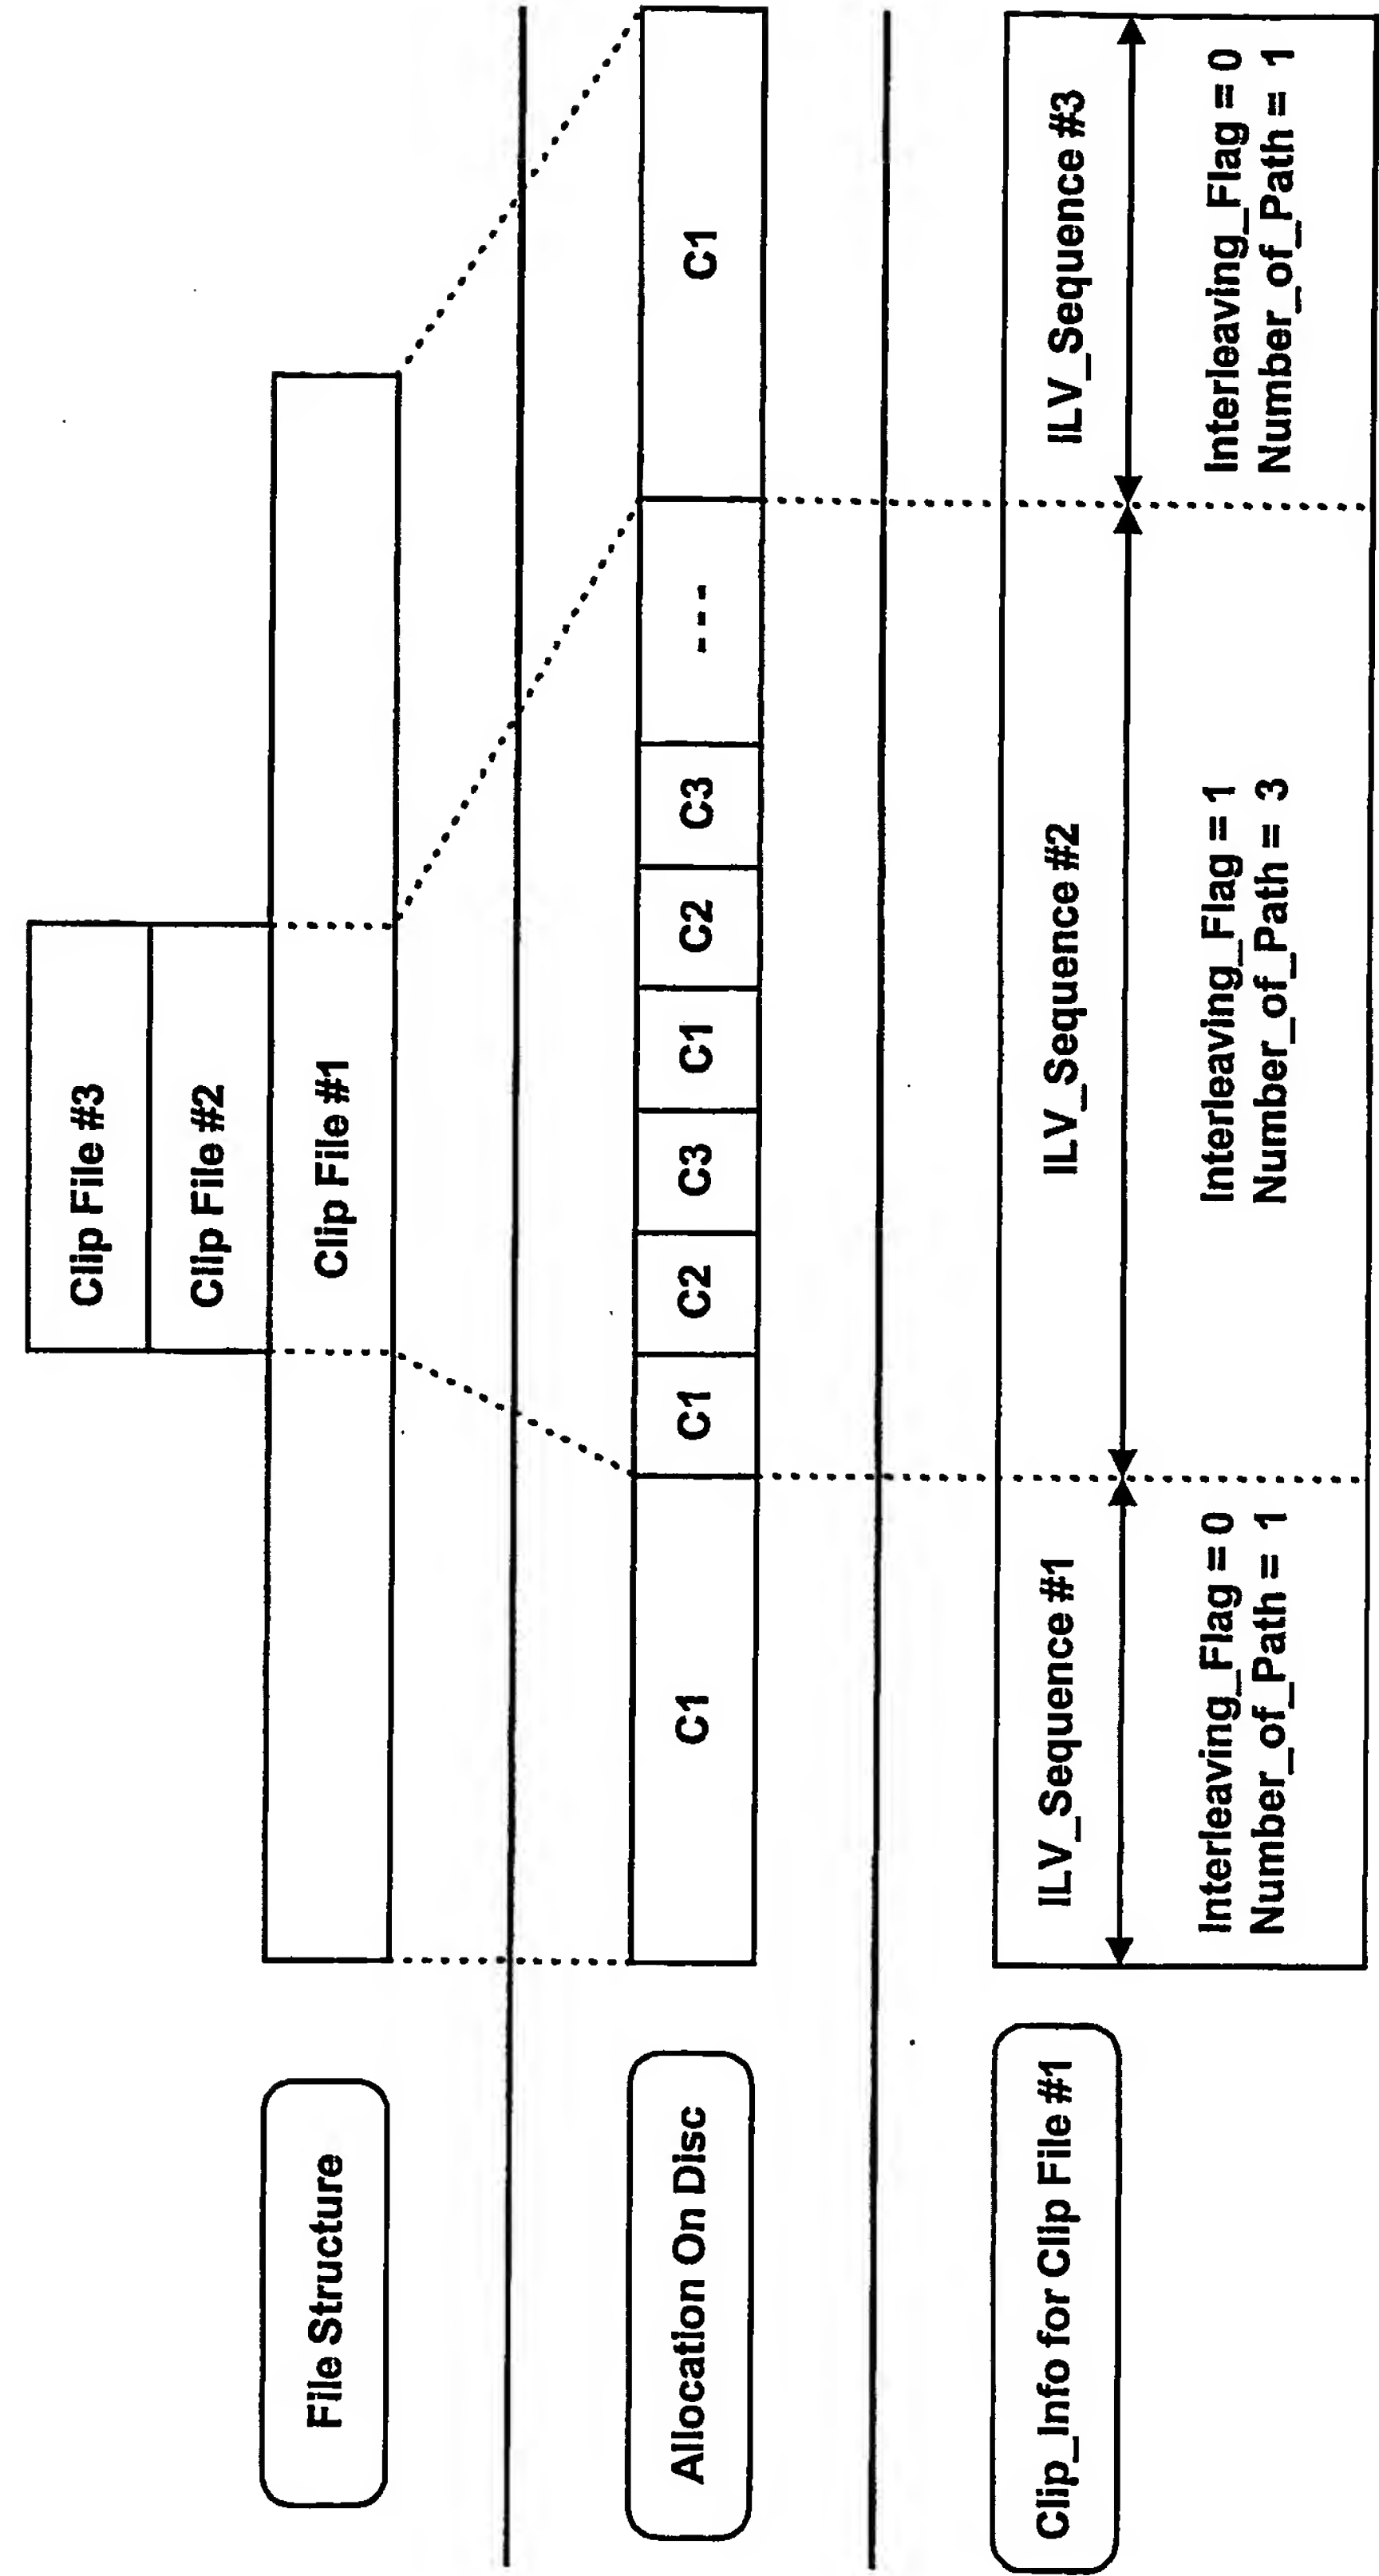 Clip File #3
Clip File #2
Clip File #1
File Structure
C1
C1
C2
C3
C1
C2
C3
---
C1
Allocation On Disc
ILV_Sequence #1
ILV_Sequence #2
ILV_Sequence #3
Interleaving_Flag = 0
Number_of_Path = 1
Interleaving_Flag = 1
Number_of_Path = 3
Interleaving_Flag = 0
Number_of_Path = 1
Clip_Info for Clip File #1